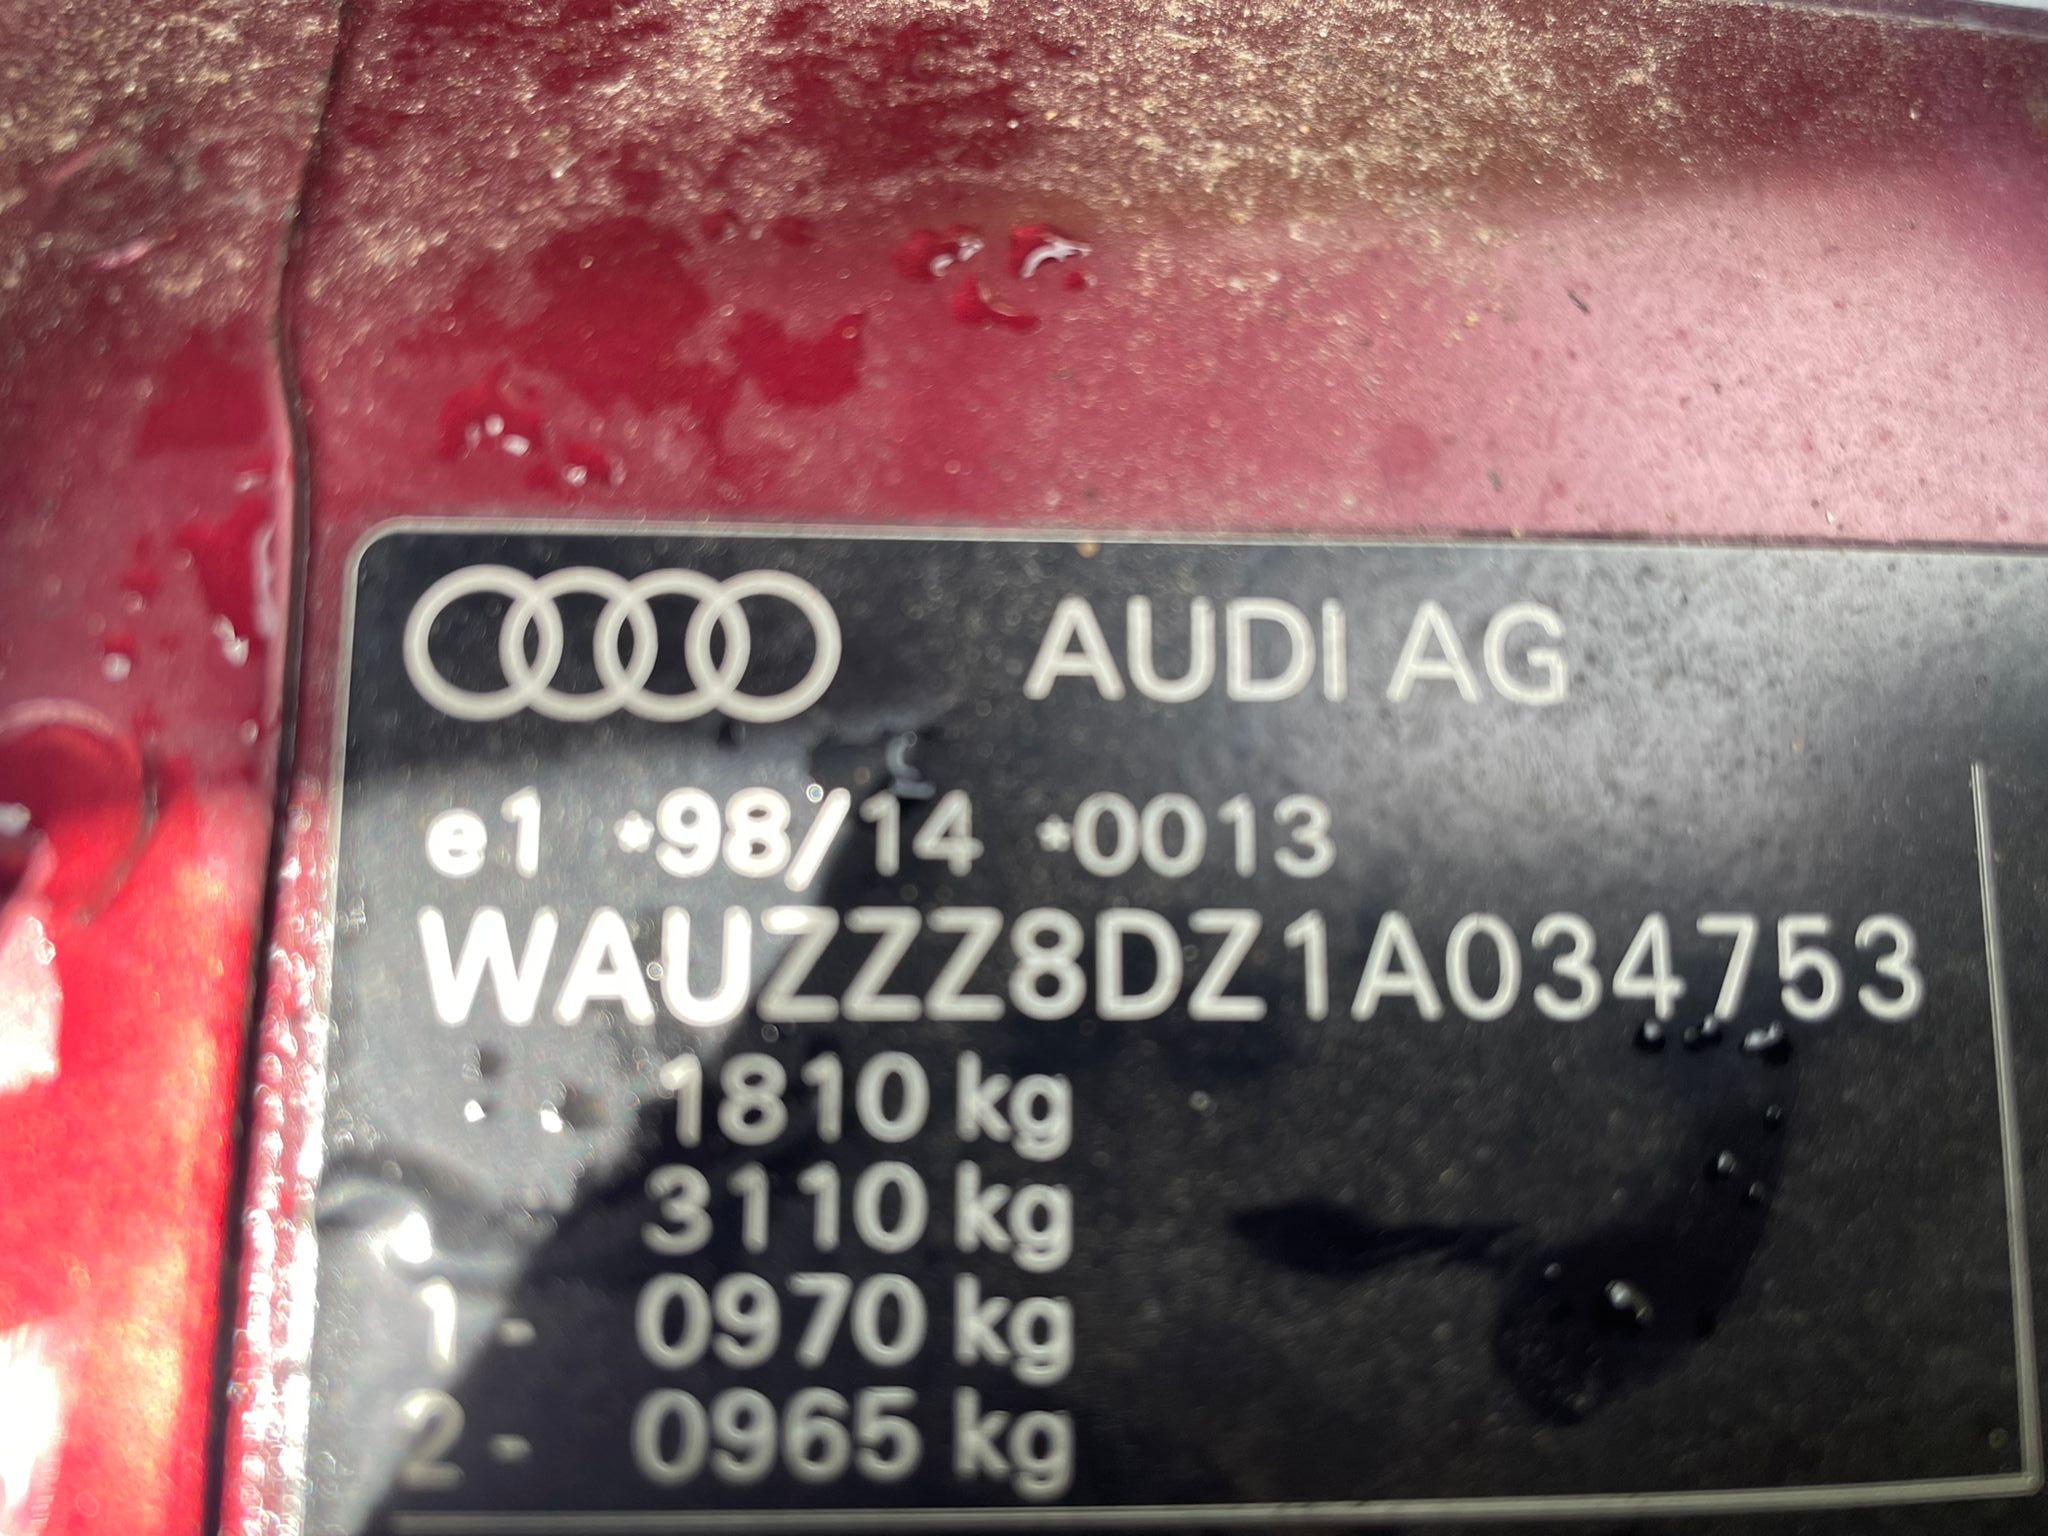 AUDI AG
e1 *98/14 *0013
WAUZZZ8DZ1A034753
1810 kg
3110 kg
1- 0970 kg
2- 0965 kg